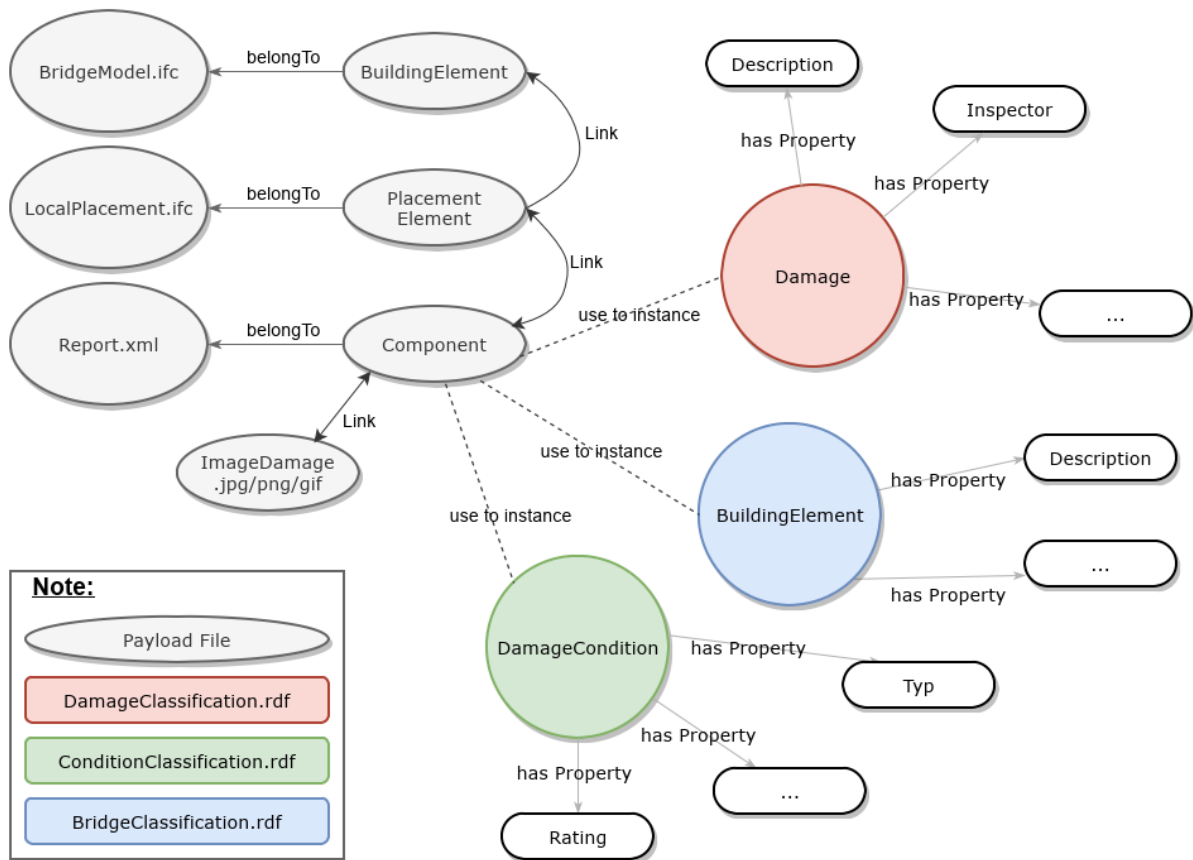 BridgeModel.ifc
belongTo
BuildingElement
Link
LocalPlacement.ifc
belongTo
Placement
Element
Link
Report.xml
belongTo
Component
Link
ImageDamage
.jpg/png/gif
use to instance
use to instance
use to instance
Description
has Property
Inspector
has Property
Damage
has Property
...
BuildingElement
has Property
Description
has Property
...
DamageCondition
has Property
Typ
has Property
...
has Property
Rating
Note:
Payload File
DamageClassification.rdf
ConditionClassification.rdf
BridgeClassification.rdf